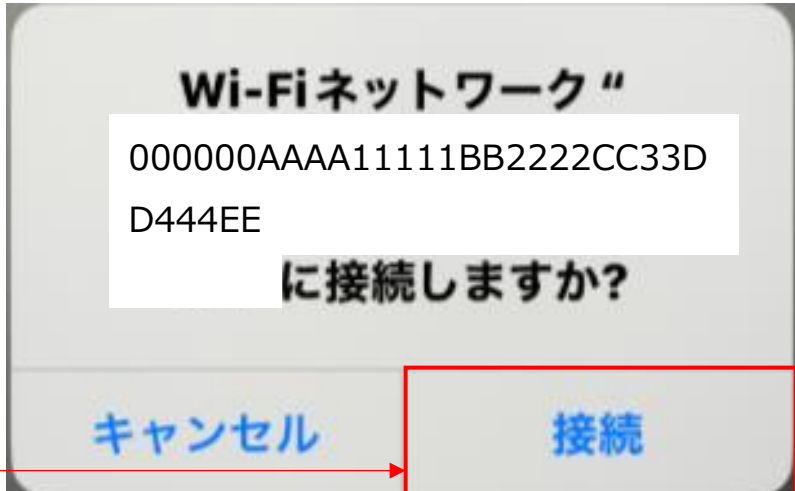 Wi-Fiネットワーク “
000000AAAA11111BB2222CC33D
D444EE
に接続しますか?
キャンセル
接続